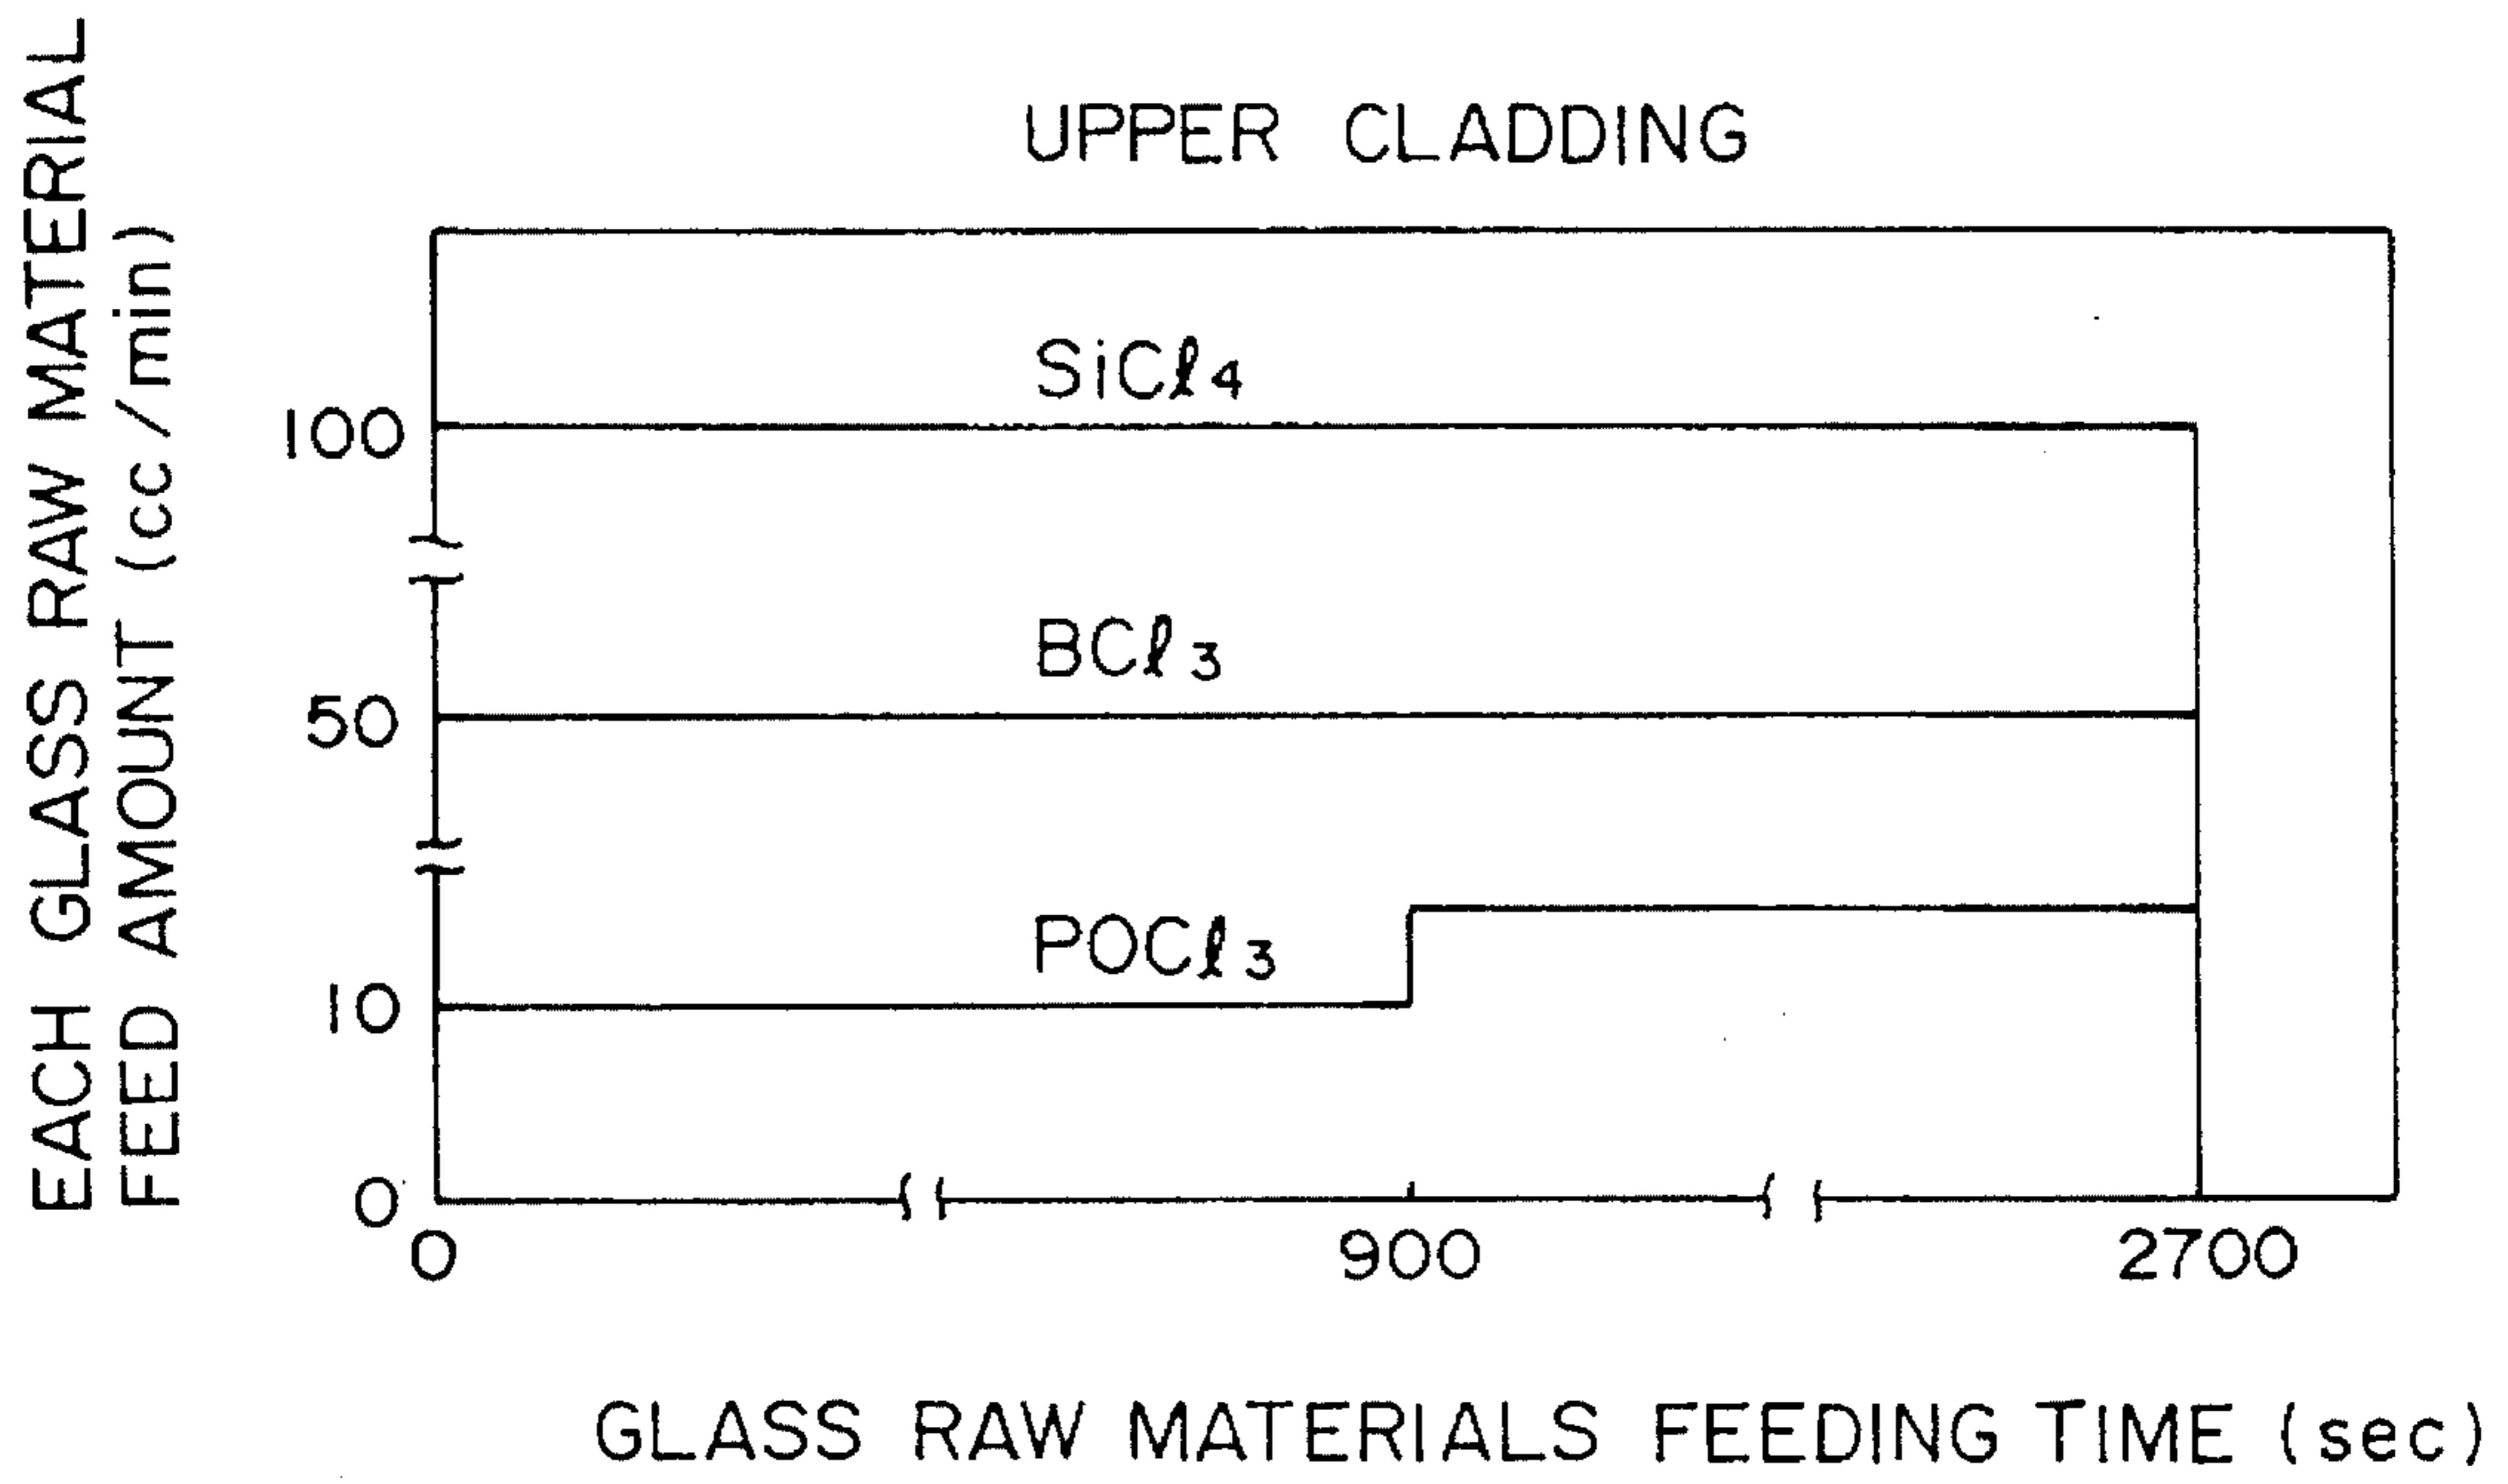 EACH GLASS RAW MATERIAL
FEED AMOUNT (cc/min)
UPPER CLADDING
SiCℓ4
100
BCℓ3
50
POCℓ3
10
0
0 900 2700
GLASS RAW MATERIALS FEEDING TIME (sec)